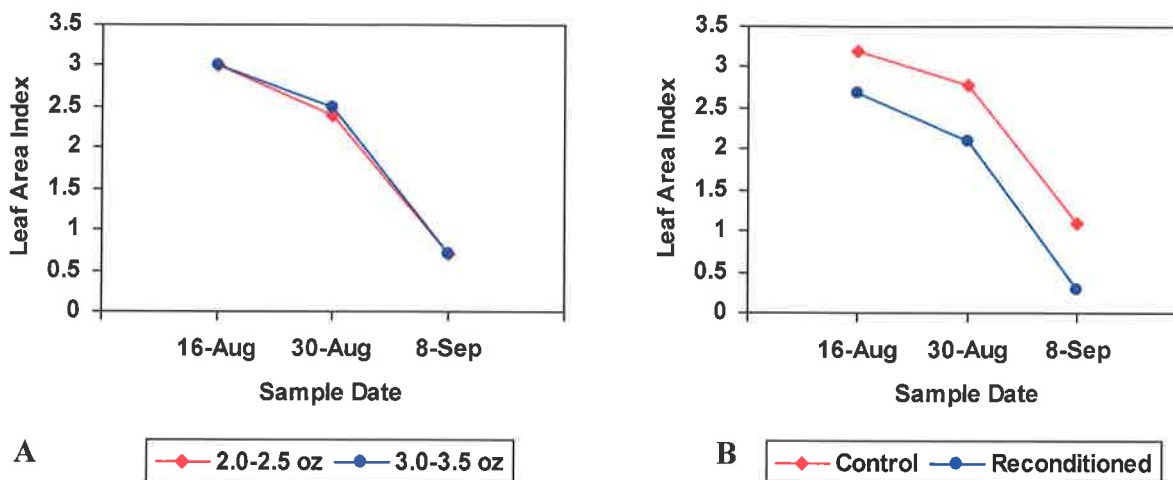 Leaf Area Index
3.5
3
2.5
2
1.5
1
0.5
0
16-Aug 30-Aug 8-Sep
Sample Date
A
2.0-2.5 oz 3.0-3.5 oz
Leaf Area Index
3.5
3
2.5
2
1.5
1
0.5
0
16-Aug 30-Aug 8-Sep
Sample Date
B
Control Reconditioned